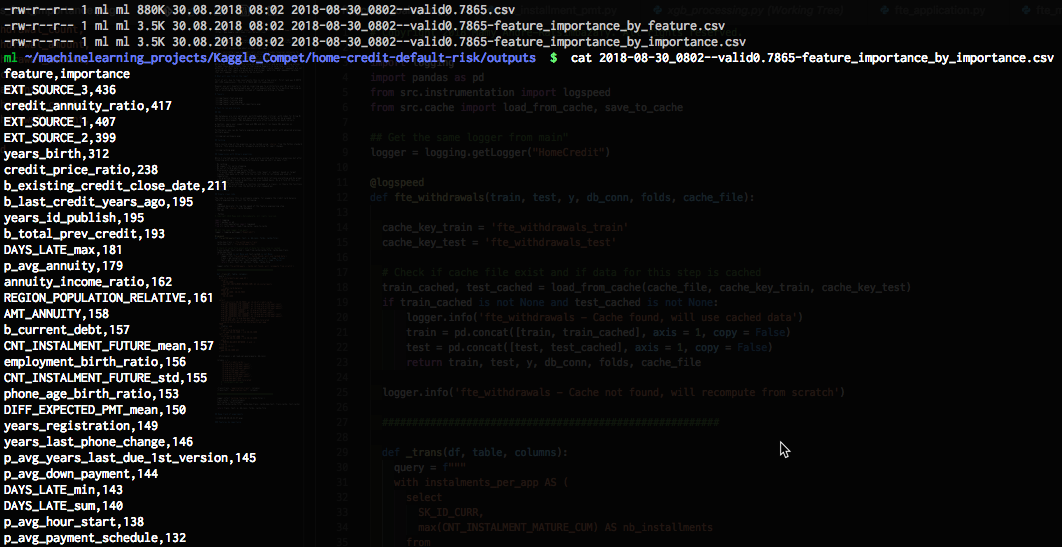 -rw-r--r-- 1 ml ml 880K 30.08.2018 08:02 2018-08-30_0802--valid0.7865.csv
-rw-r--r-- 1 ml ml 3.5K 30.08.2018 08:02 2018-08-30_0802--valid0.7865-feature_importance_by_feature.csv
-rw-r--r-- 1 ml ml 3.5K 30.08.2018 08:02 2018-08-30_0802--valid0.7865-feature_importance_by_importance.csv
ml ~/machinelearning_projects/Kaggle_Compet/home-credit-default-risk/outputs $ cat 2018-08-30_0802--valid0.7865-feature_importance_by_importance.csv
feature,importance
EXT_SOURCE_3,436
credit_annuity_ratio,417
EXT_SOURCE_1,407
EXT_SOURCE_2,399
years_birth,312
credit_price_ratio,238
b_existing_credit_close_date,211
b_last_credit_years_ago,195
years_id_publish,195
b_total_prev_credit,193
DAYS_LATE_max,181
p_avg_annuity,179
annuity_income_ratio,162
REGION_POPULATION_RELATIVE,161
AMT_ANNUITY,158
b_current_debt,157
CNT_INSTALMENT_FUTURE_mean,157
employment_birth_ratio,156
CNT_INSTALMENT_FUTURE_std,155
phone_age_birth_ratio,153
DIFF_EXPECTED_PMT_mean,150
years_registration,149
years_last_phone_change,146
p_avg_years_last_due_1st_version,145
p_avg_down_payment,144
DAYS_LATE_min,143
DAYS_LATE_sum,140
p_avg_hour_start,138
p_avg_payment_schedule,132
import pandas as pd
from src.instrumentation import logspeed
from src.cache import load_from_cache, save_to_cache
## Get the same logger from main"
logger = logging.getLogger("HomeCredit")
@logspeed
def fte_withdrawals(train, test, y, db_conn, folds, cache_file):
cache_key_train = 'fte_withdrawals_train'
cache_key_test = 'fte_withdrawals_test'
# Check if cache file exist and if data for this step is cached
train_cached, test_cached = load_from_cache(cache_file, cache_key_train, cache_key_test)
if train_cached is not None and test_cached is not None:
logger.info('fte_withdrawals - Cache found, will use cached data')
train = pd.concat([train, train_cached], axis = 1, copy = False)
test = pd.concat([test, test_cached], axis = 1, copy = False)
return train, test, y, db_conn, folds, cache_file
logger.info('fte_withdrawals - Cache not found, will recompute from scratch')
def _trans(df, table, columns):
query = f"""
with instalments_per_app AS (
select
SK_ID_CURR,
max(CNT_INSTALMENT_MATURE_CUM) AS nb_installments
from